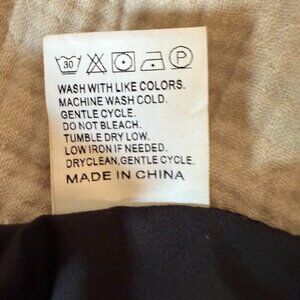 30 P
WASH WITH LIKE COLORS.
MACHINE WASH COLD.
GENTLE CYCLE.
DO NOT BLEACH.
TUMBLE DRY LOW.
LOW IRON IF NEEDED.
DRYCLEAN,GENTLE CYCLE.
MADE IN CHINA